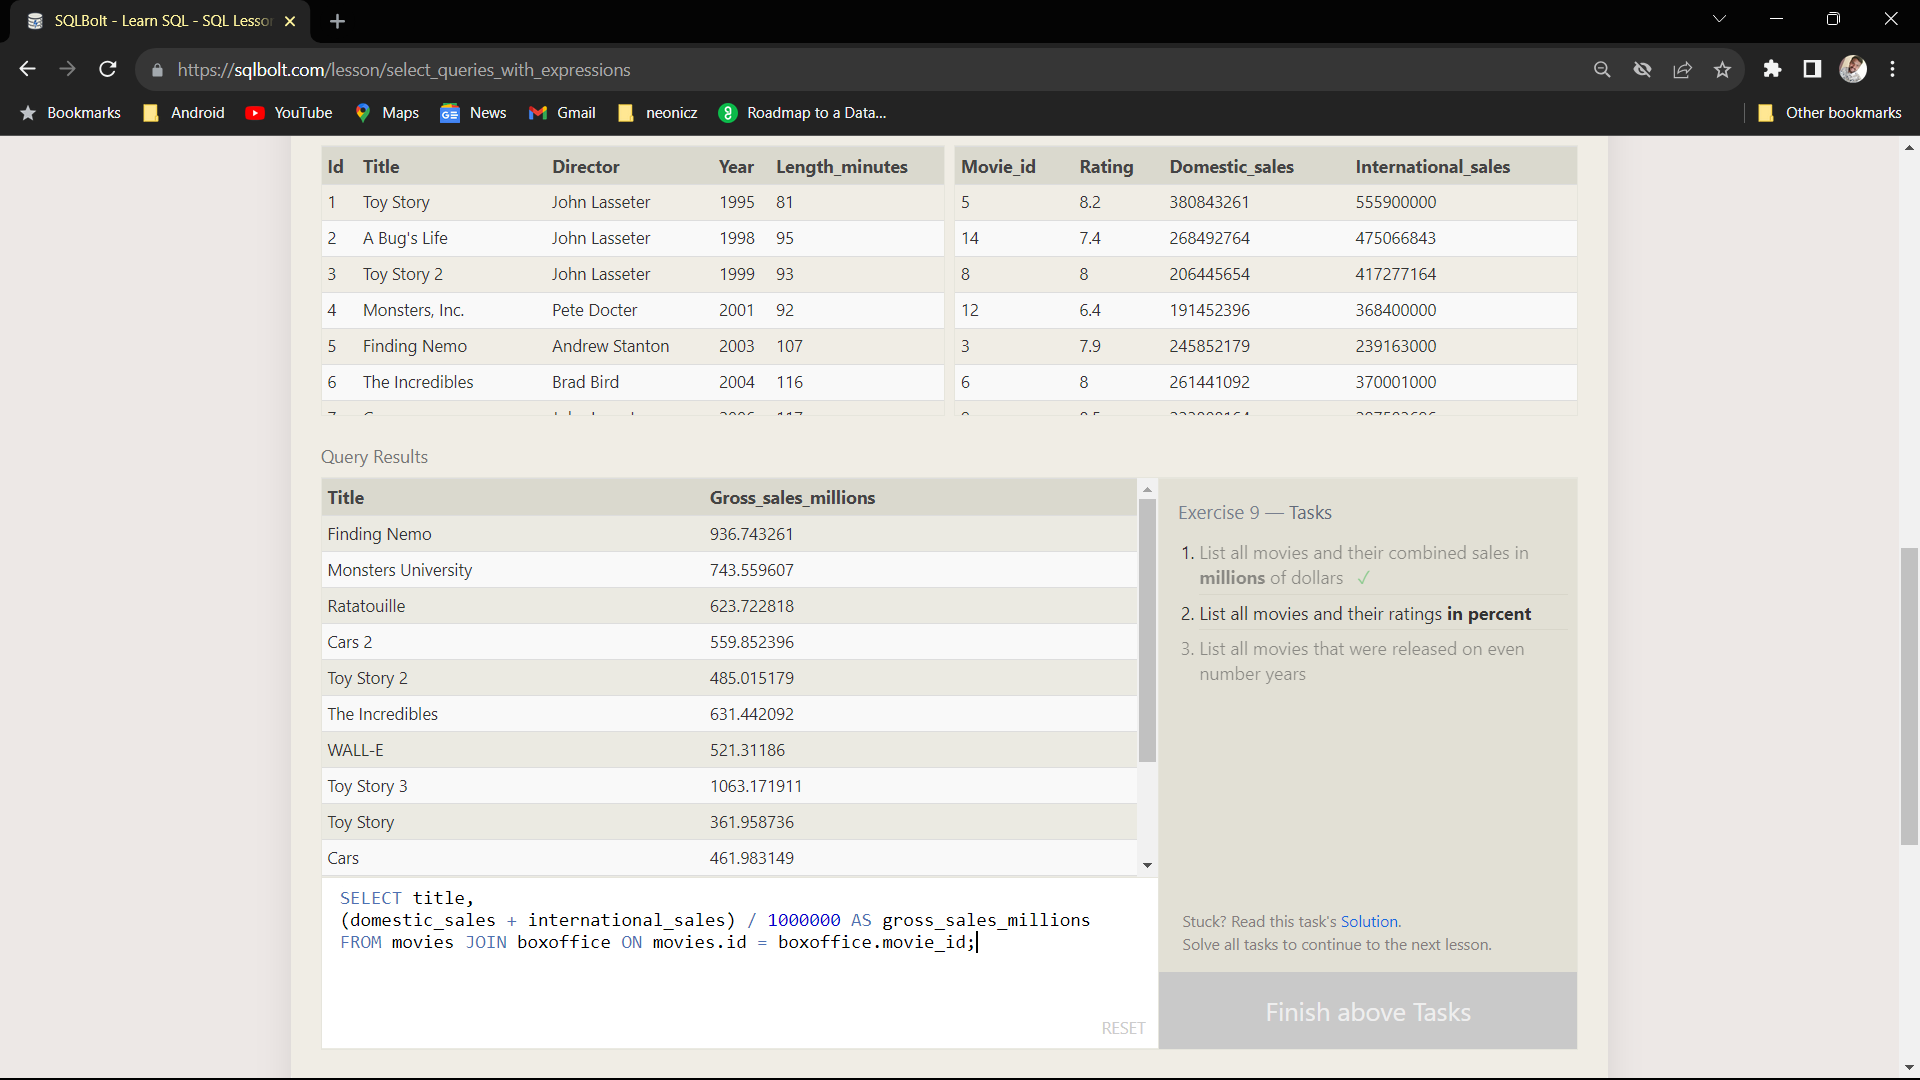 SQLBolt - Learn SQL - SQL Lesso
https://sqlbolt.com/lesson/select_queries_with_expressions
Bookmarks Android YouTube Maps News Gmail neonicz Roadmap to a Data... Other bookmarks
Id Title Director Year Length_minutes
1 Toy Story John Lasseter 1995 81
2 A Bug's Life John Lasseter 1998 95
3 Toy Story 2 John Lasseter 1999 93
4 Monsters, Inc. Pete Docter 2001 92
5 Finding Nemo Andrew Stanton 2003 107
6 The Incredibles Brad Bird 2004 116
Movie_id Rating Domestic_sales International_sales
5 8.2 380843261 555900000
14 7.4 268492764 475066843
8 8 206445654 417277164
12 6.4 191452396 368400000
3 7.9 245852179 239163000
6 8 261441092 370001000
Query Results
Title Gross_sales_millions
Finding Nemo 936.743261
Monsters University 743.559607
Ratatouille 623.722818
Cars 2 559.852396
Toy Story 2 485.015179
The Incredibles 631.442092
WALL-E 521.31186
Toy Story 3 1063.171911
Toy Story 361.958736
Cars 461.983149
SELECT title,
(domestic_sales + international_sales) / 1000000 AS gross_sales_millions
FROM movies JOIN boxoffice ON movies.id = boxoffice.movie_id;
RESET
Exercise 9 — Tasks
1. List all movies and their combined sales in
millions of dollars ✓
2. List all movies and their ratings in percent
3. List all movies that were released on even
number years
Stuck? Read this task's Solution.
Solve all tasks to continue to the next lesson.
Finish above Tasks